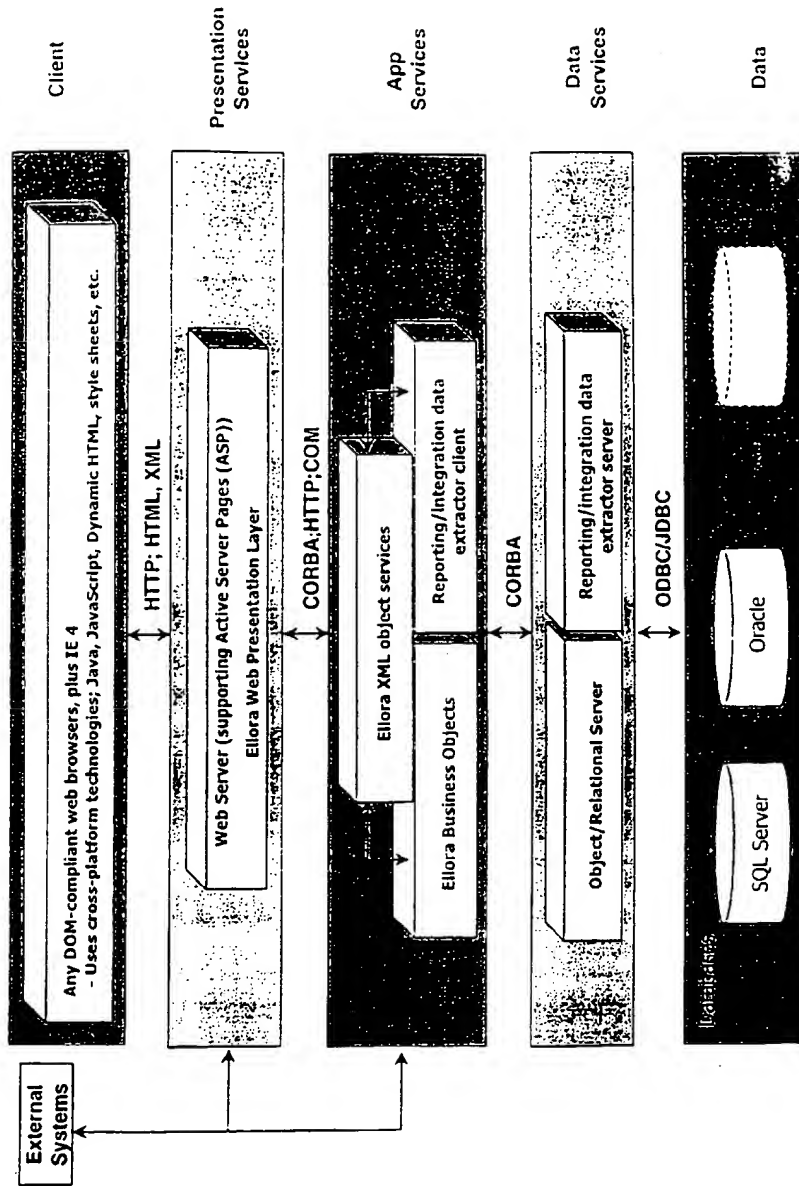 External
Systems
Client
Any DOM-compliant web browsers, plus IE 4
- Uses cross-platform technologies; Java, JavaScript, Dynamic HTML, style sheets, etc.
HTTP; HTML, XML
Presentation
Services
Web Server (supporting Active Server Pages (ASP))
Ellora Web Presentation Layer
CORBA;HTTP;COM
App
Services
Ellora XML object services
Ellora Business Objects
Reporting/Integration data
extractor client
CORBA
Data
Services
Object/Relational Server
Reporting/integration data
extractor server
ODBC/JDBC
Data
Databases
SQL Server
Oracle